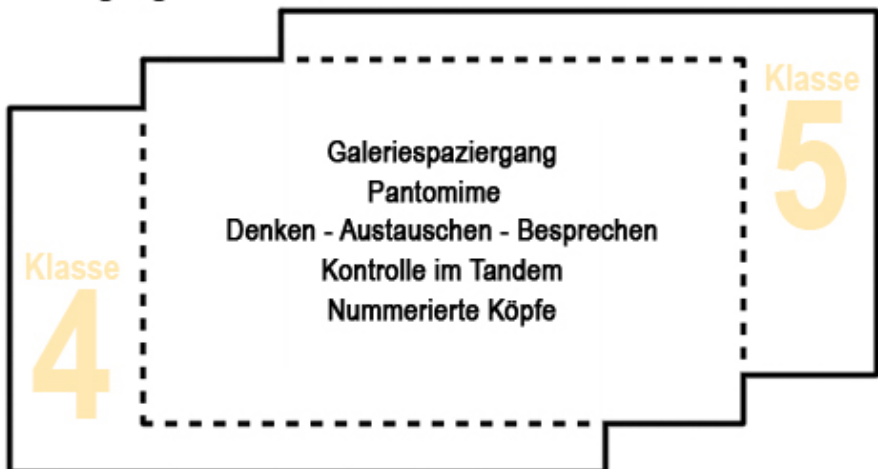 Klasse
5
Galeriespaziergang
Pantomime
Denken - Austauschen - Besprechen
Kontrolle im Tandem
Nummerierte Köpfe
Klasse
4